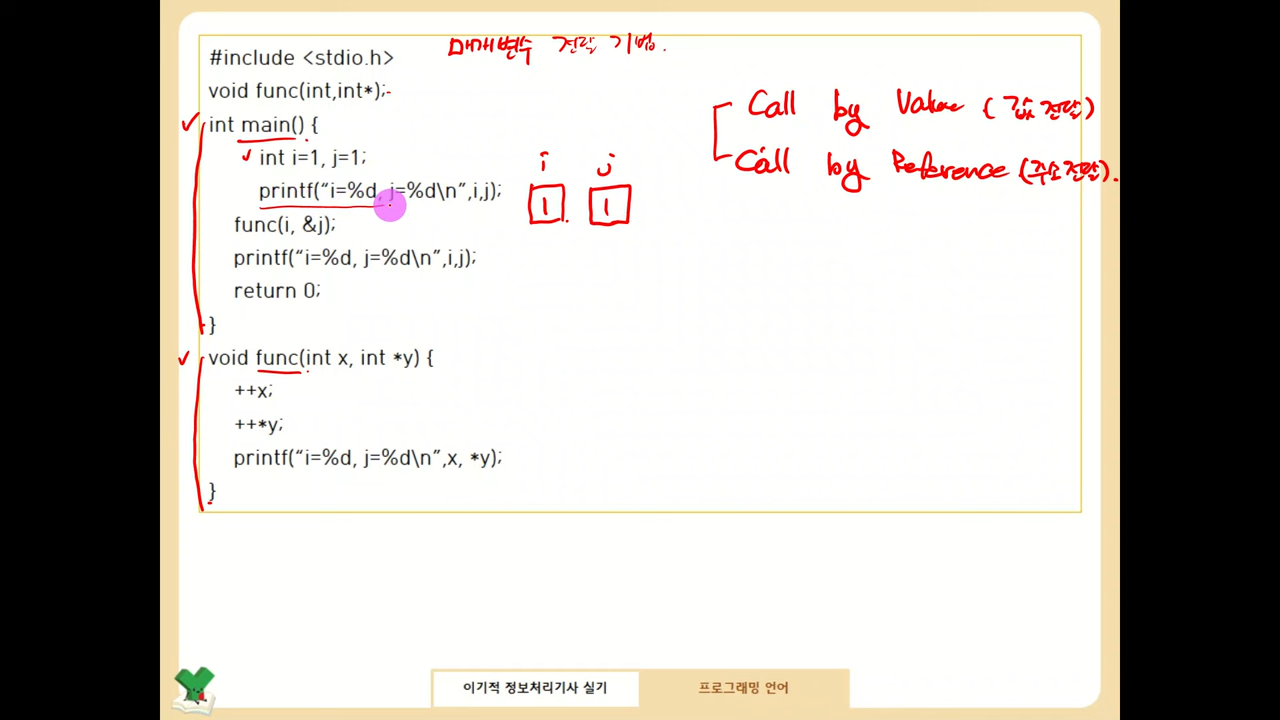 매개변수 전달 기법.
#include <stdio.h>
void func(int,int*);
Call by Value (값 전달)
int main() {
int i=1, j=1;
Call by Reference (주소전달).
i j
printf("i=%d, j=%d\n",i,j);
1 1
func(i, &j);
printf("i=%d, j=%d\n",i,j);
return 0;
}
void func(int x, int *y) {
++x;
++*y;
printf("i=%d, j=%d\n",x, *y);
}
이기적 정보처리기사 실기
프로그래밍 언어